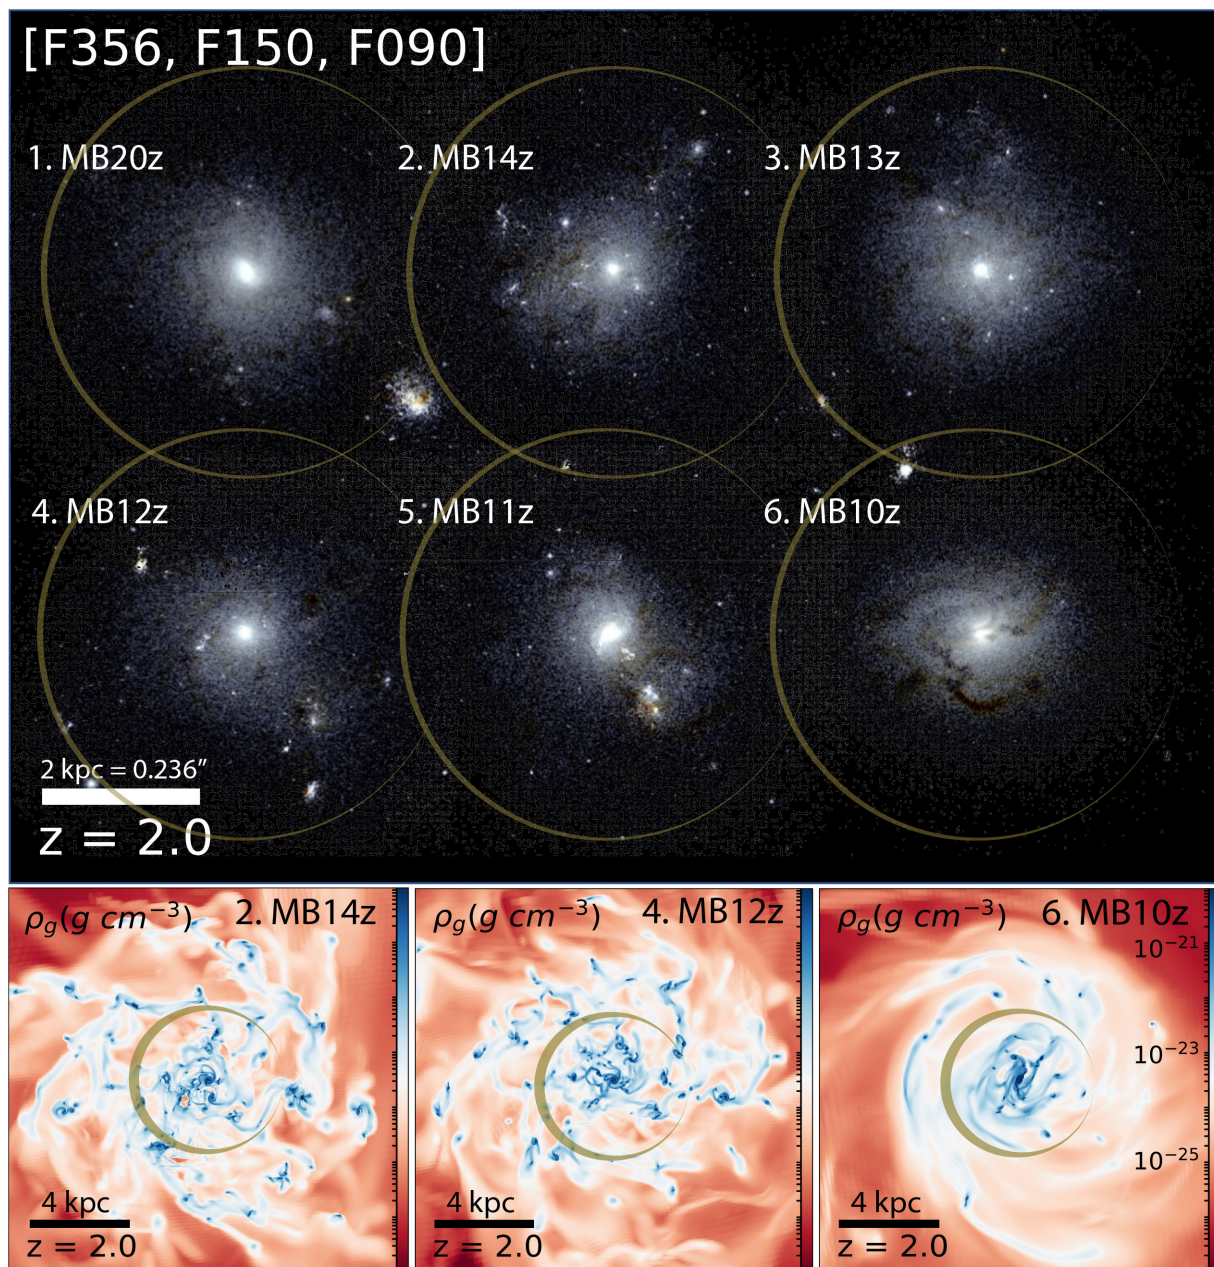 [F356, F150, F090]
1. MB20z
2. MB14z
3. MB13z
4. MB12z
5. MB11z
6. MB10z
2 kpc = 0.236″
z = 2.0
ρg(g cm−3) 2. MB14z
4 kpc
z = 2.0
ρg(g cm−3) 4. MB12z
4 kpc
z = 2.0
ρg(g cm−3) 6. MB10z
10−21
10−23
10−25
4 kpc
z = 2.0